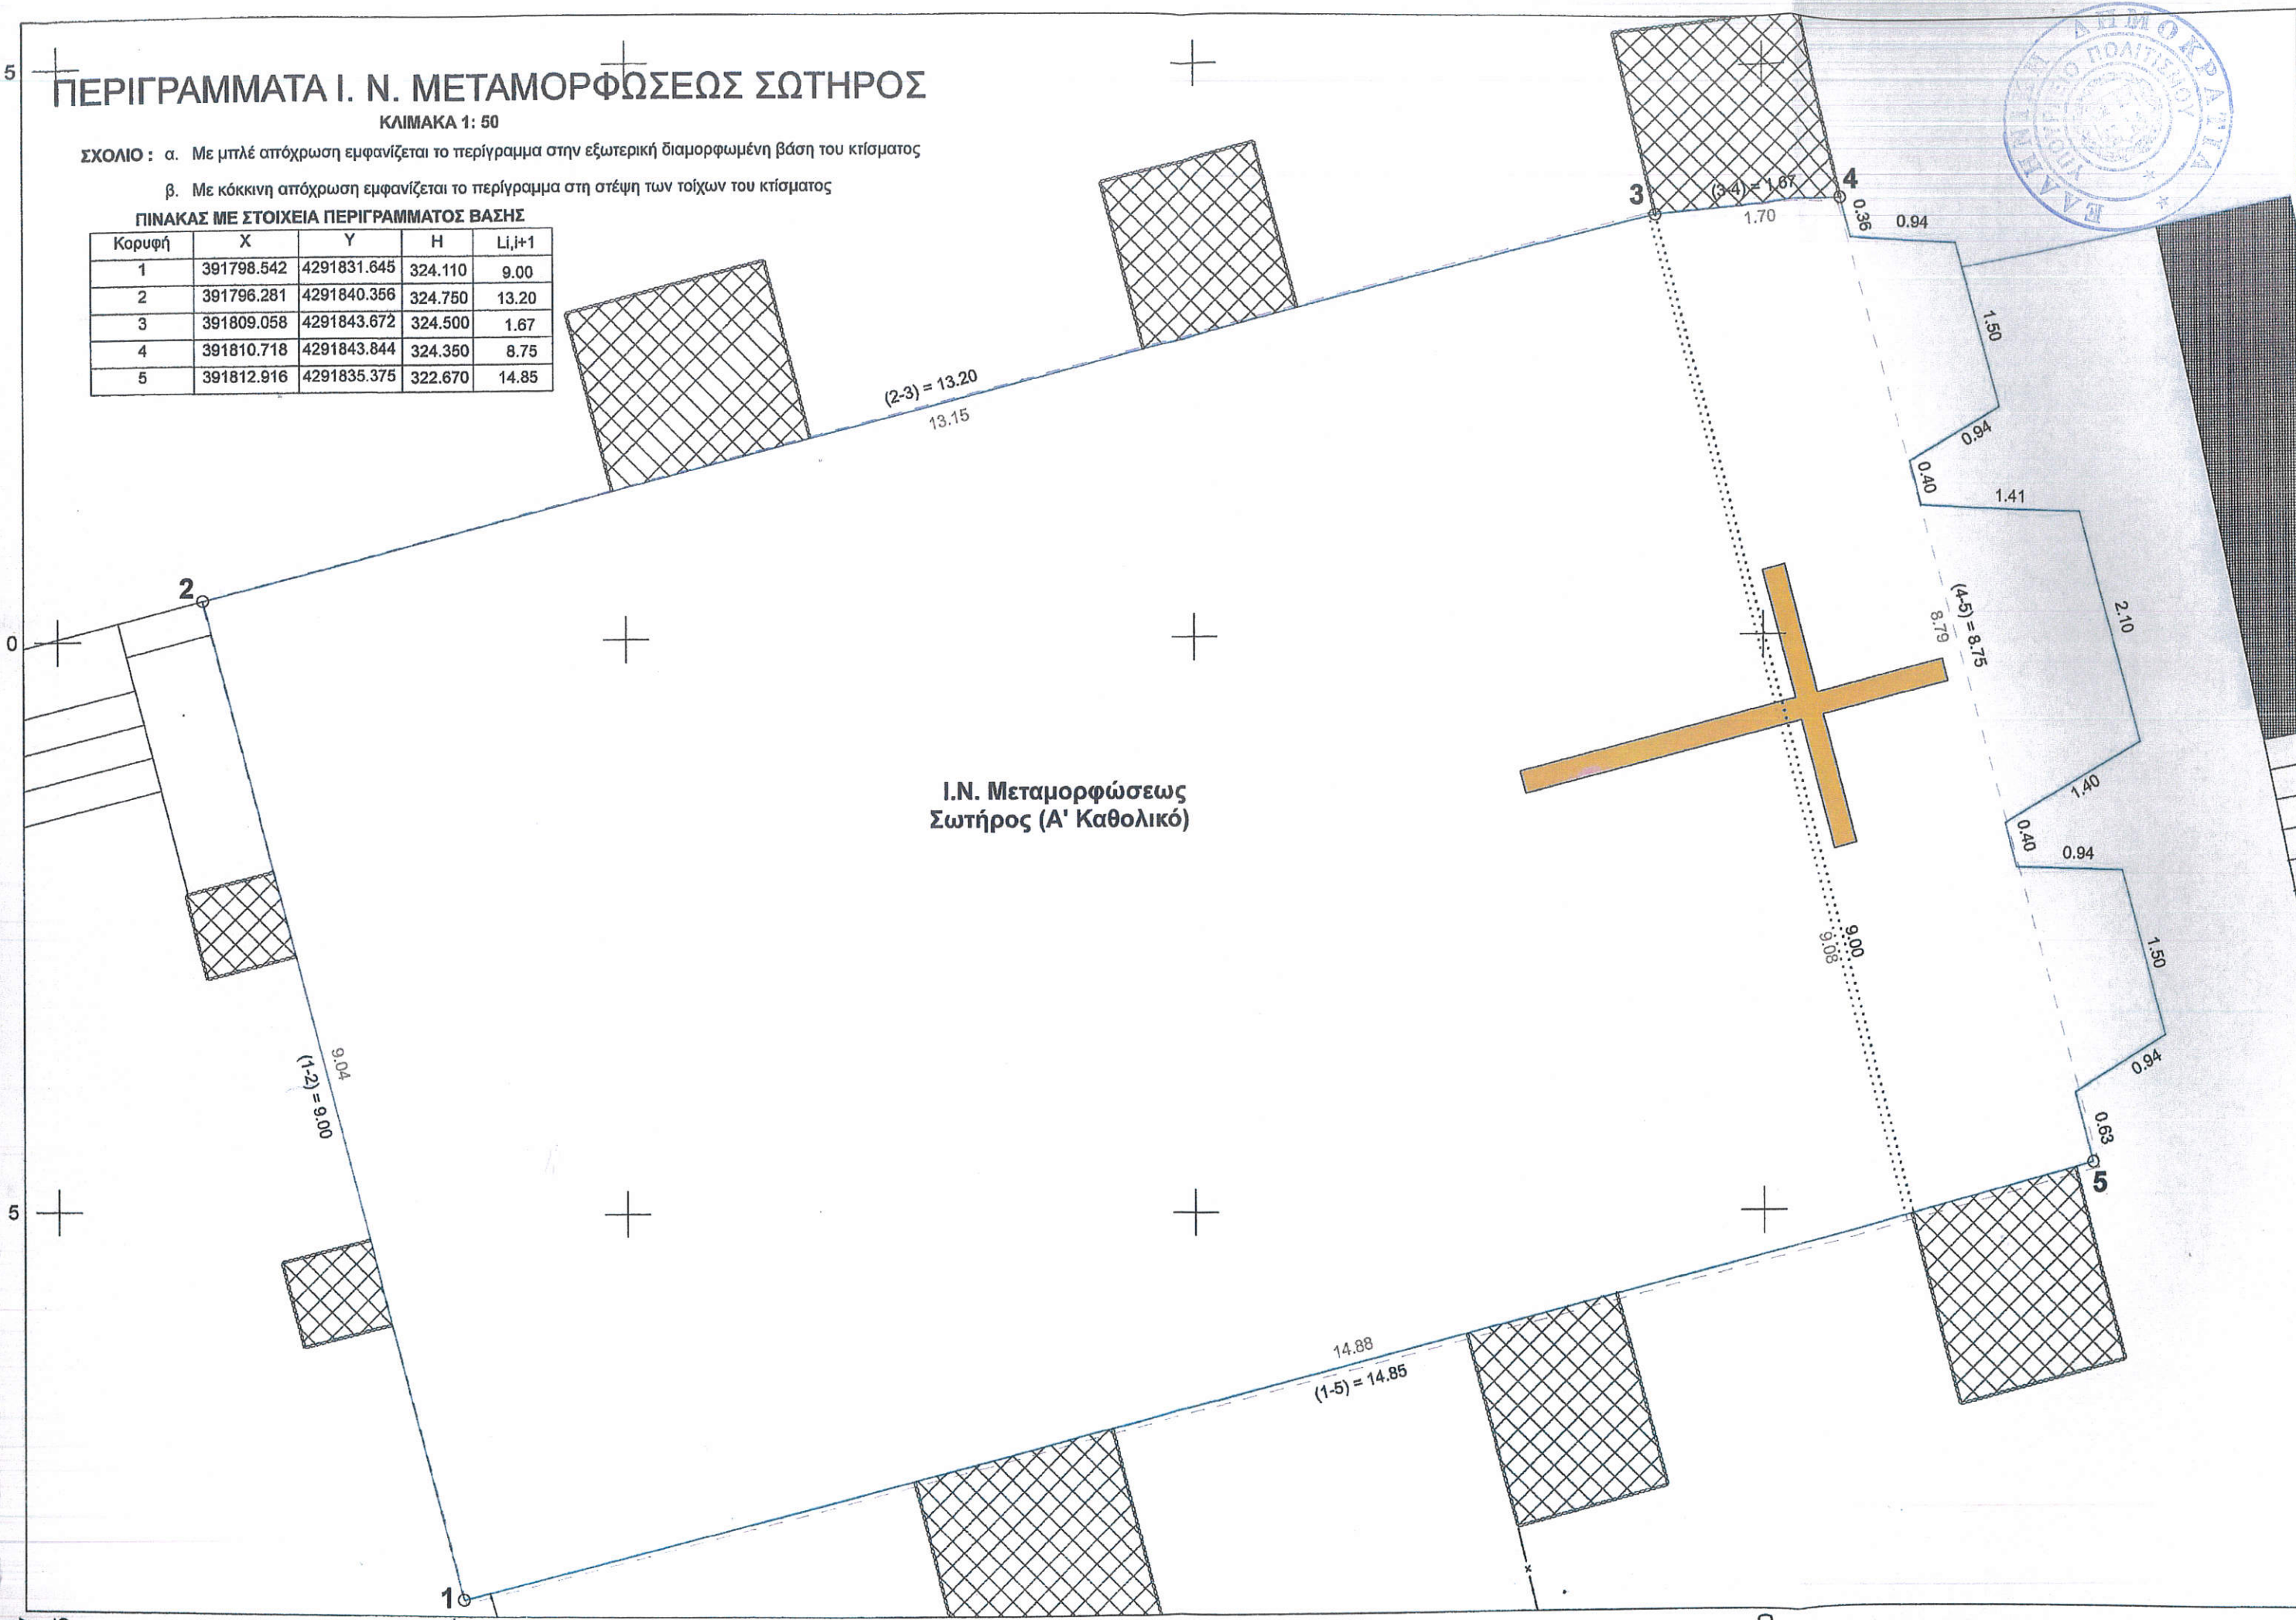 ΠΕΡΙΓΡΑΜΜΑΤΑ Ι. Ν. ΜΕΤΑΜΟΡΦΩΣΕΩΣ ΣΩΤΗΡΟΣ
ΚΛΙΜΑΚΑ 1: 50
ΣΧΟΛΙΟ : α. Με μπλέ απόχρωση εμφανίζεται το περίγραμμα στην εξωτερική διαμορφωμένη βάση του κτίσματος
β. Με κόκκινη απόχρωση εμφανίζεται το περίγραμμα στη στέψη των τοίχων του κτίσματος
ΠΙΝΑΚΑΣ ΜΕ ΣΤΟΙΧΕΙΑ ΠΕΡΙΓΡΑΜΜΑΤΟΣ ΒΑΣΗΣ
Κορυφή X Y H Li,i+1
1 391798.542 4291831.645 324.110 9.00
2 391796.281 4291840.356 324.750 13.20
3 391809.058 4291843.672 324.500 1.67
4 391810.718 4291843.844 324.350 8.75
5 391812.916 4291835.375 322.670 14.85
ΕΛΛΗΝΙΚΗ ΔΗΜΟΚΡΑΤΙΑ
ΥΠΟΥΡΓΕΙΟ ΠΟΛΙΤΙΣΜΟΥ
5
3
(3-4) = 1.67
4
1.70
0.36
0.94
1.50
(2-3) = 13.20
13.15
0.94
0.40
1.41
2
0
(4-5) = 8.75
8.79
2.10
Ι.Ν. Μεταμορφώσεως
Σωτήρος (Α' Καθολικό)
1.40
0.40
0.94
9.00
9.08
1.50
9.04
(1-2) = 9.00
0.94
0.63
5
5
14.88
(1-5) = 14.85
1